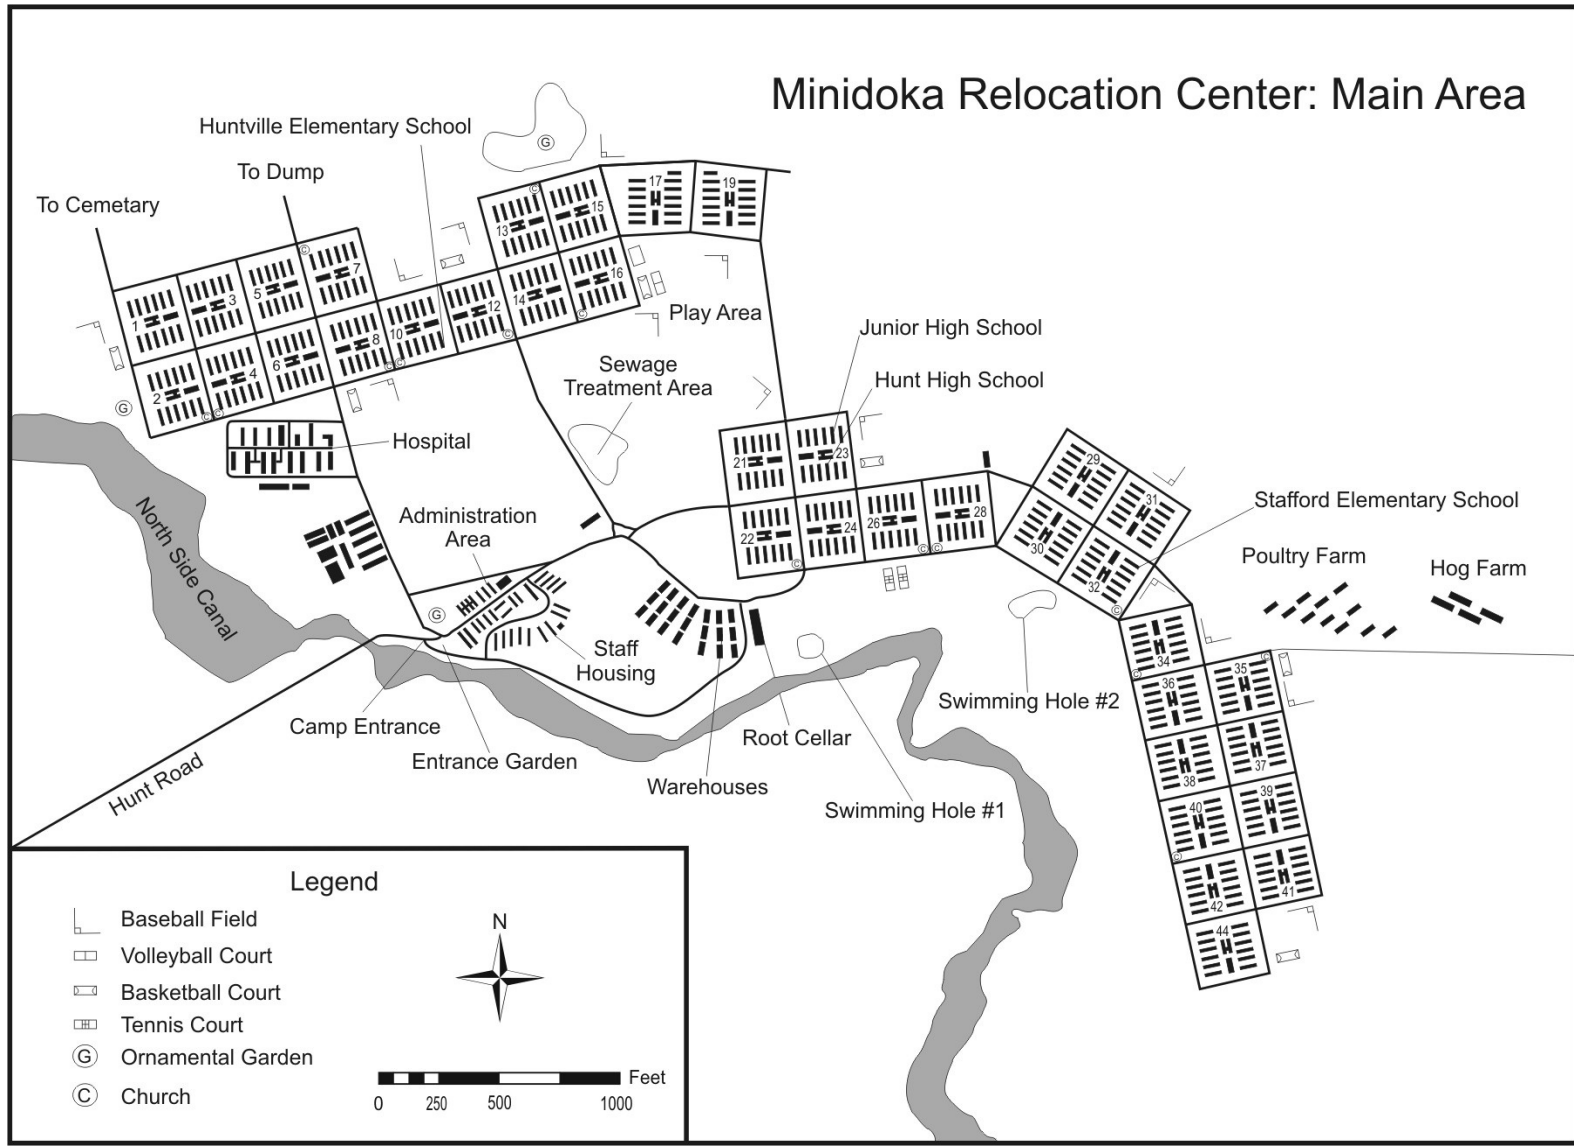 Minidoka Relocation Center: Main Area
Huntville Elementary School
To Dump
To Cemetary
G
C
17
19
15
13
C
7
16
14
12
10
8
5
3
1
6
4
2
C
C
C
C
C
C
G
Play Area
Sewage
Treatment Area
Junior High School
Hunt High School
Hospital
21
23
22
24
26
28
C
C
C
29
31
30
32
C
Stafford Elementary School
Poultry Farm
Hog Farm
North Side Canal
Administration
Area
G
Staff
Housing
Camp Entrance
Entrance Garden
Hunt Road
Warehouses
Root Cellar
Swimming Hole #1
Swimming Hole #2
34
C
35
C
36
37
38
39
40
C
41
42
44
Legend
Baseball Field
Volleyball Court
Basketball Court
Tennis Court
G Ornamental Garden
C Church
N
Feet
0 250 500 1000